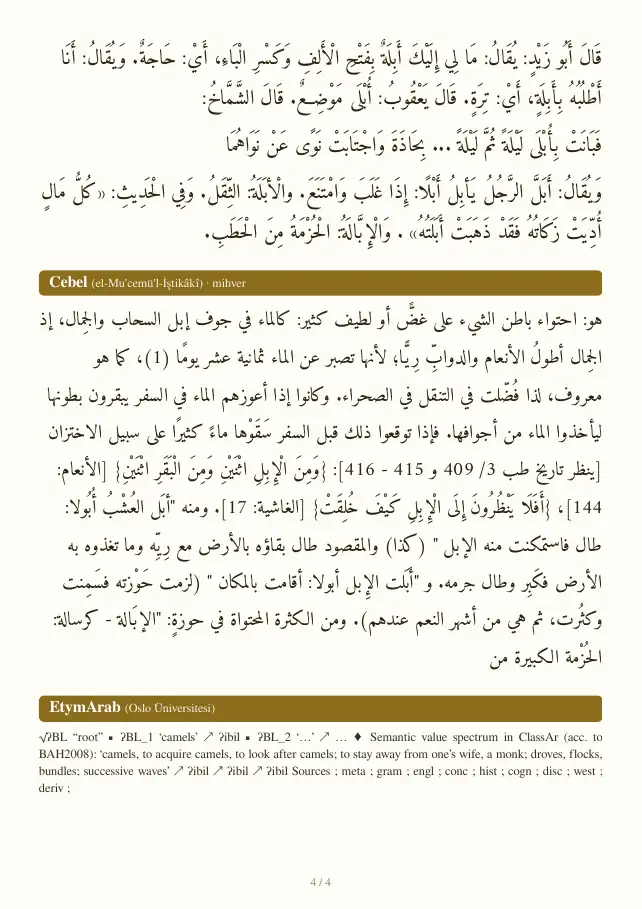 قَالَ أَبُو زَيْدٍ: يُقَالُ: مَا لِي إِلَيْكَ أَبِلَةٌ بِفَتْحِ الْأَلِفِ وَكَسْرِ الْبَاءِ، أَيْ: حَاجَةٌ. وَيُقَالُ: أَنَا
أَطْلُبُهُ بِأَبِلَةٍ، أَيْ: تِرَةٍ. قَالَ يَعْقُوبُ: أُبْلَى مَوْضِعٌ. قَالَ الشَّمَّاخُ:
فَبَانَتْ بِأُبْلَى لَيْلَةً ثُمَّ لَيْلَةً ... بِحَاذَةَ وَاجْتَابَتْ نَوًى عَنْ نَوَاهُمَا
وَيُقَالُ: أَبَلَّ الرَّجُلُ يَأْبِلُ أَبْلًا: إِذَا غَلَبَ وَامْتَنَعَ. والْأَبَلَةُ: الثِّقَلُ. وَفِي الْحَدِيثِ: «كُلُّ مَالٍ
أُدِّيَتْ زَكَاتُهُ فَقَدْ ذَهَبَتْ أَبَلَتُهُ» . وَالْإِبَّالَةُ: الْحُزْمَةُ مِنَ الْحَطَبِ.
Cebel (el-Mu'cemü'l-İştikâkî) · mihver
هو: احتواء باطن الشيء على غضٍّ أو لطيف كثير: كالماء في جوف إبل السحاب والجِمال، إذ
الجِمال أطولُ الأنعام والدوابِّ رِيًّا؛ لأنها تصبر عن الماء ثمانية عشر يومًا (1)، كما هو
معروف، لذا فُضِّلت في التنقل في الصحراء. وكانوا إذا أعوزهم الماء في السفر يبقرون بطونها
ليأخذوا الماء من أجوافها. فإذا توقعوا ذلك قبل السفر سَقَوْها ماءً كثيرًا على سبيل الاختزان
[ينظر تاريخ طب 3/ 409 و 415 - 416]: {وَمِنَ الْإِبِلِ اثْنَيْنِ وَمِنَ الْبَقَرِ اثْنَيْنِ} [الأنعام:
144]، {أَفَلَا يَنْظُرُونَ إِلَى الْإِبِلِ كَيْفَ خُلِقَتْ} [الغاشية: 17]. ومنه "أبَل العُشْبُ أُبولا:
طال فاستمكنت منه الإبل " (كذا) والمقصود طال بقاؤه بالأرض مع رِيِّه وما تغذوه به
الأرض فكَبِر وطال جرمه. و "أَبَلت الإبل أبولا: أقامت بالمكان " (لزمت حَوْزته فسَمِنت
وكثُرت، ثم هي من أشهر النعم عندهم). ومن الكثرة المحتواة في حوزةٍ: "الإبَالة - كرسالة:
الحُزْمة الكبيرة من
EtymArab (Oslo Üniversitesi)
√ʔBL “root” ▪ ʔBL_1 ‘camels’ ↗ ʔibil ▪ ʔBL_2 ‘…’ ↗ … ♦ Semantic value spectrum in ClassAr (acc. to
BAH2008): ‘camels, to acquire camels, to look after camels; to stay away from one’s wife, a monk; droves, flocks,
bundles; successive waves’ ↗ ʔibil ↗ ʔibil ↗ ʔibil Sources ; meta ; gram ; engl ; conc ; hist ; cogn ; disc ; west ;
deriv ;
4 / 4